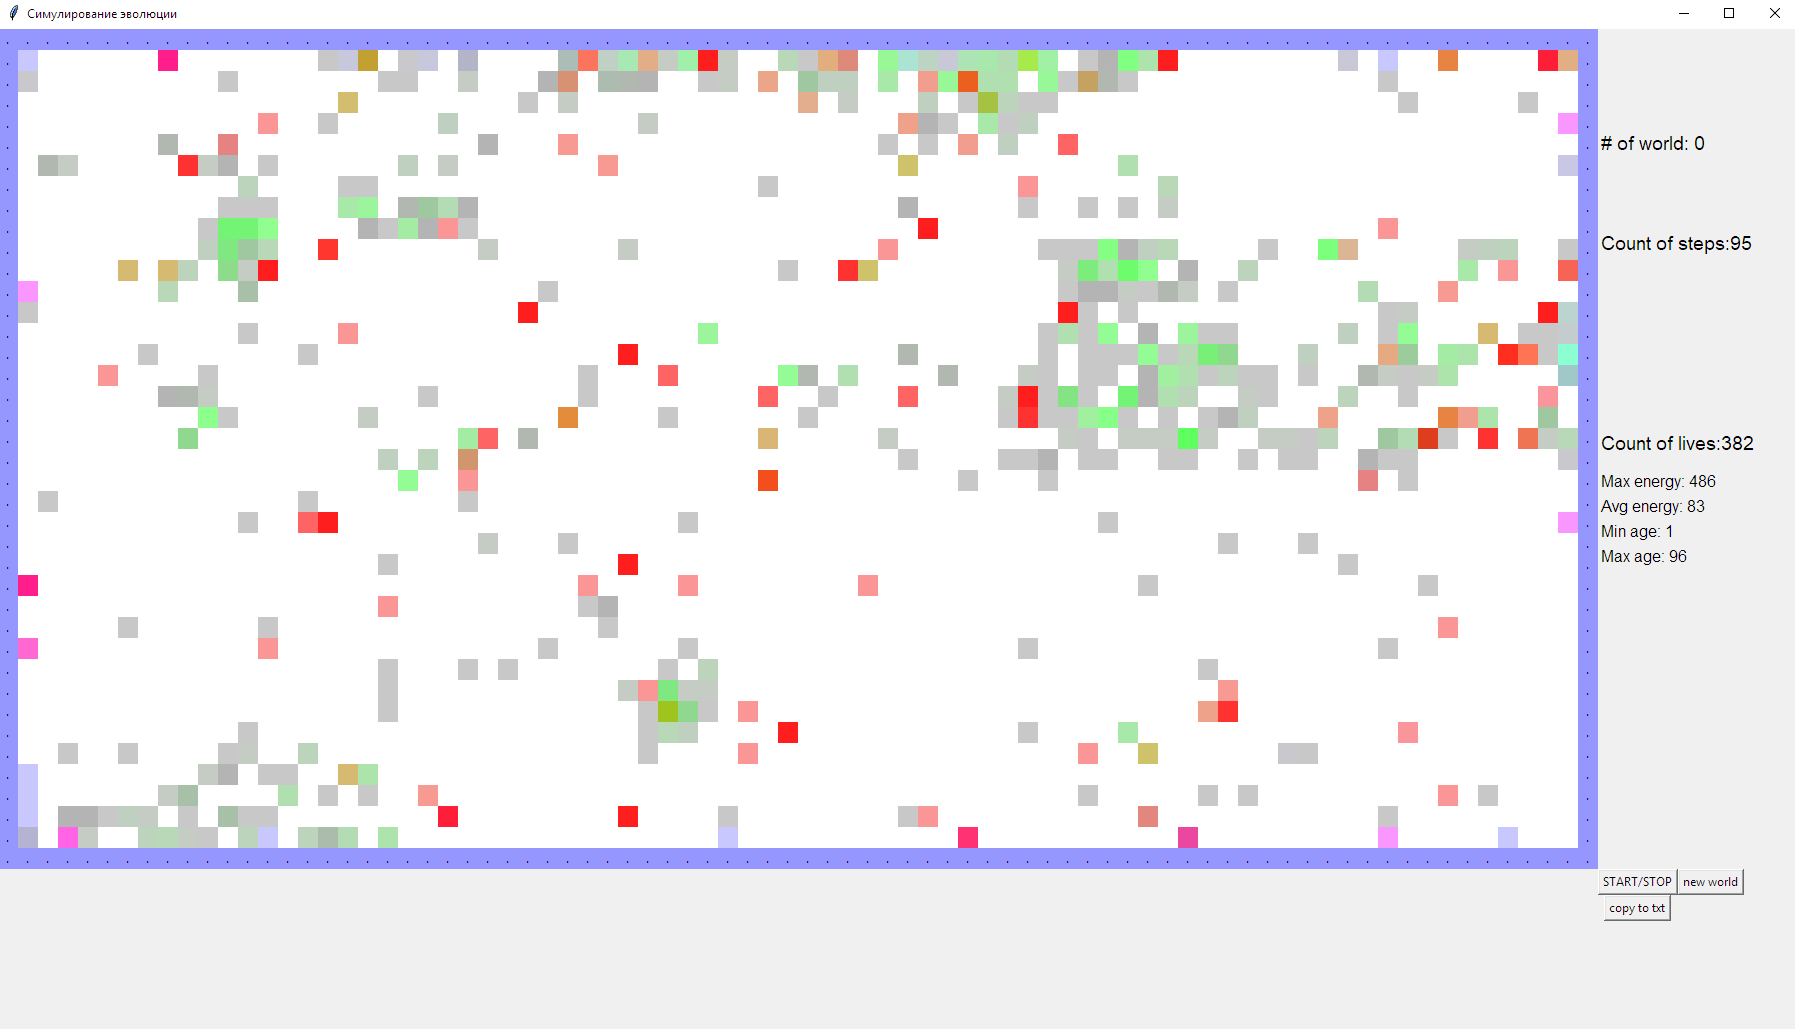 Симулирование эволюции
# of world: 0
Count of steps:95
Count of lives:382
Max energy: 486
Avg energy: 83
Min age: 1
Max age: 96
START/STOP new world
copy to txt